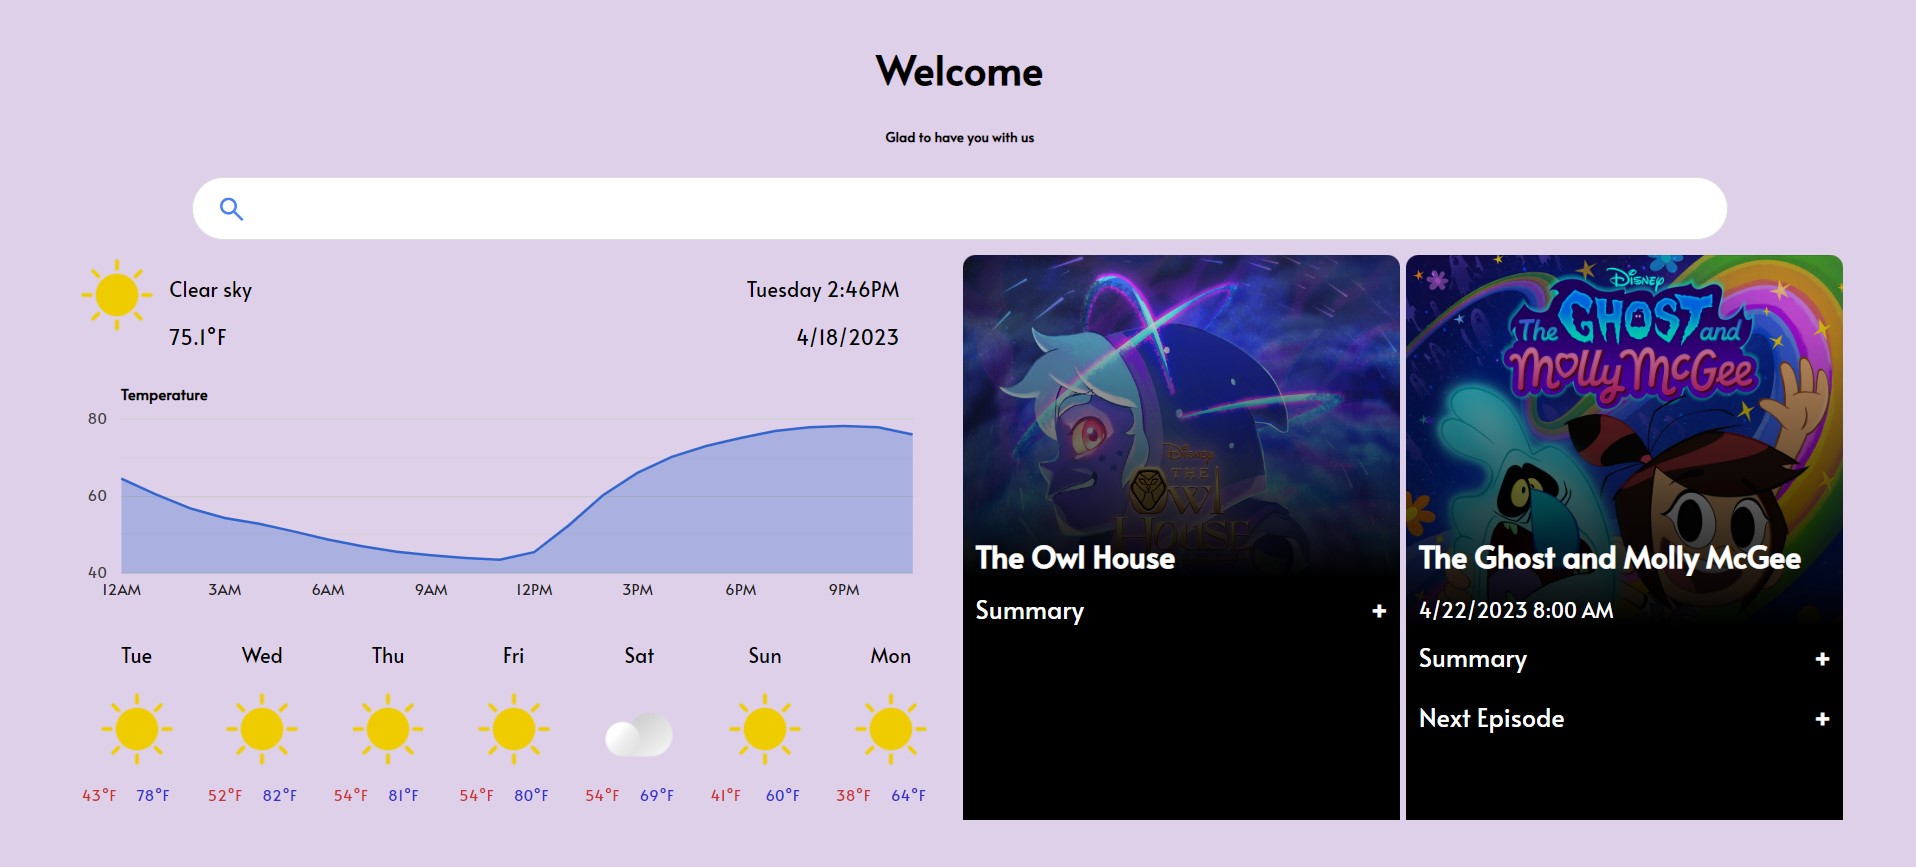 Welcome
Glad to have you with us
Clear sky
75.1°F
Tuesday 2:46PM
4/18/2023
Temperature
80
60
40
12AM 3AM 6AM 9AM 12PM 3PM 6PM 9PM
Tue Wed Thu Fri Sat Sun Mon
43°F 78°F 52°F 82°F 54°F 81°F 54°F 80°F 54°F 69°F 41°F 60°F 38°F 64°F
Disney
THE
Owl
House
The Owl House
Summary +
Disney
The GHOST and
Molly McGee
The Ghost and Molly McGee
4/22/2023 8:00 AM
Summary +
Next Episode +